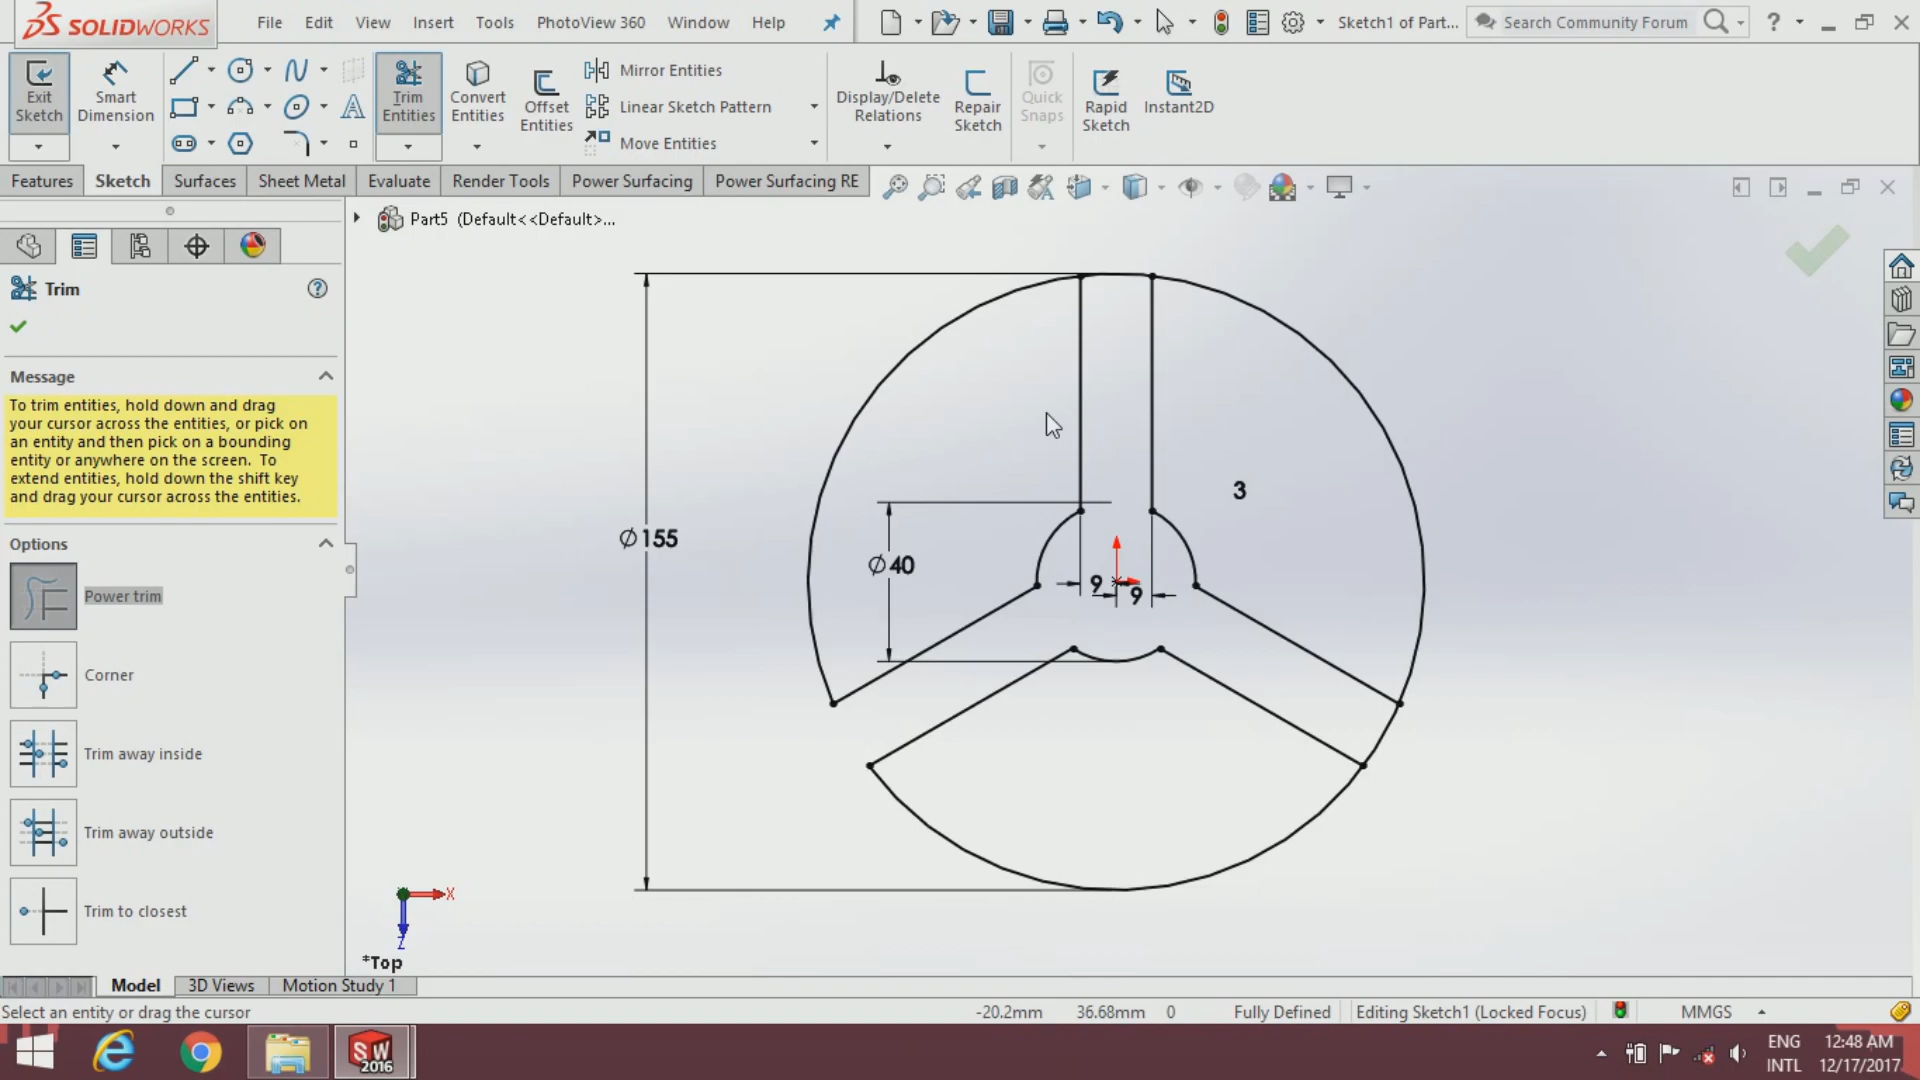 SOLIDWORKS
File Edit View Insert Tools PhotoView 360 Window Help
Sketch1 of Part...
Search Community Forum
Exit Sketch
Smart Dimension
Trim Entities
Convert Entities
Offset Entities
Mirror Entities
Linear Sketch Pattern
Move Entities
Display/Delete Relations
Repair Sketch
Quick Snaps
Rapid Sketch
Instant2D
Features Sketch Surfaces Sheet Metal Evaluate Render Tools Power Surfacing Power Surfacing RE
Part5 (Default<<Default>...
Trim
Message
To trim entities, hold down and drag
your cursor across the entities, or pick on
an entity and then pick on a bounding
entity or anywhere on the screen. To
extend entities, hold down the shift key
and drag your cursor across the entities.
Options
Power trim
Corner
Trim away inside
Trim away outside
Trim to closest
3
∅155
∅40
9
9
X
Z
*Top
Model 3D Views Motion Study 1
Select an entity or drag the cursor
-20.2mm 36.68mm 0 Fully Defined Editing Sketch1 (Locked Focus) MMGS
SW
2016
ENG
INTL
12:48 AM
12/17/2017